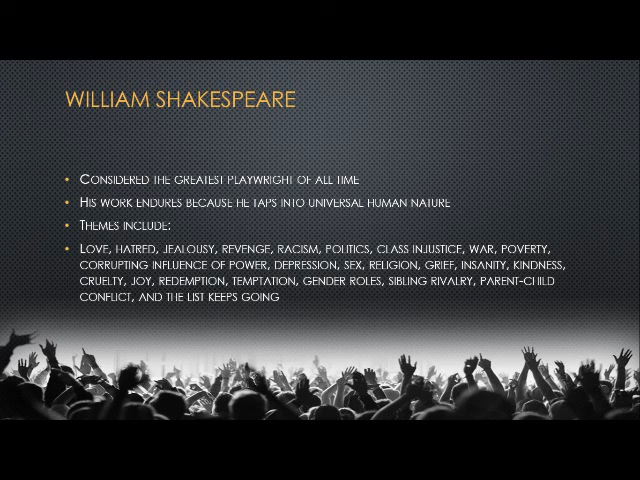 WILLIAM SHAKESPEARE
• CONSIDERED THE GREATEST PLAYWRIGHT OF ALL TIME
• HIS WORK ENDURES BECAUSE HE TAPS INTO UNIVERSAL HUMAN NATURE
• THEMES INCLUDE:
• LOVE, HATRED, JEALOUSY, REVENGE, RACISM, POLITICS, CLASS INJUSTICE, WAR, POVERTY,
CORRUPTING INFLUENCE OF POWER, DEPRESSION, SEX, RELIGION, GRIEF, INSANITY, KINDNESS,
CRUELTY, JOY, REDEMPTION, TEMPTATION, GENDER ROLES, SIBLING RIVALRY, PARENT-CHILD
CONFLICT, AND THE LIST KEEPS GOING